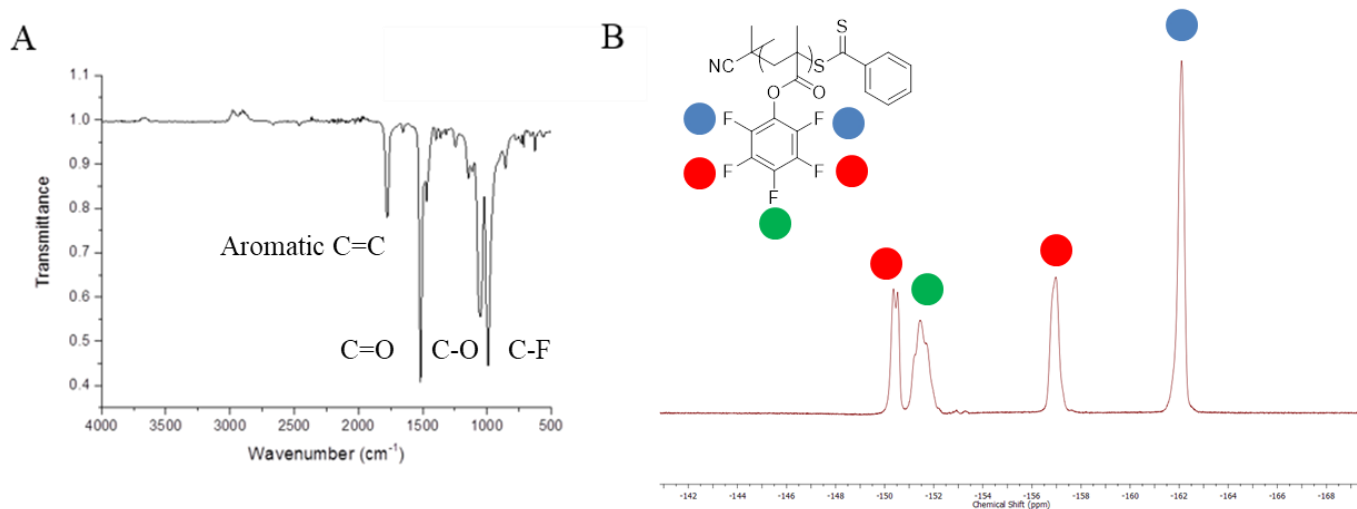 A
Transmittance
1.1
1.0
0.9
0.8
0.7
0.6
0.5
0.4
Aromatic C=C
C=O
C-O
C-F
4000 3500 3000 2500 2000 1500 1000 500
Wavenumber (cm⁻¹)
B
S
NC
S
O
O
F F
F F
F
-142 -144 -146 -148 -150 -152 -154 -156 -158 -160 -162 -164 -166 -168
Chemical Shift (ppm)